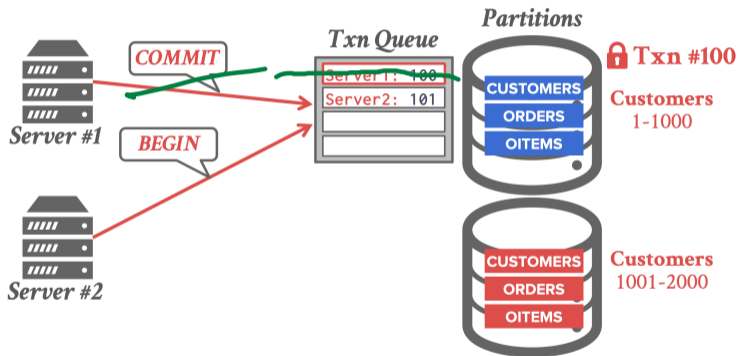 Partitions
Txn Queue
COMMIT
Server1: 100
Server2: 101
Txn #100
CUSTOMERS
ORDERS
OITEMS
Customers
1-1000
Server #1
BEGIN
Server #2
CUSTOMERS
ORDERS
OITEMS
Customers
1001-2000